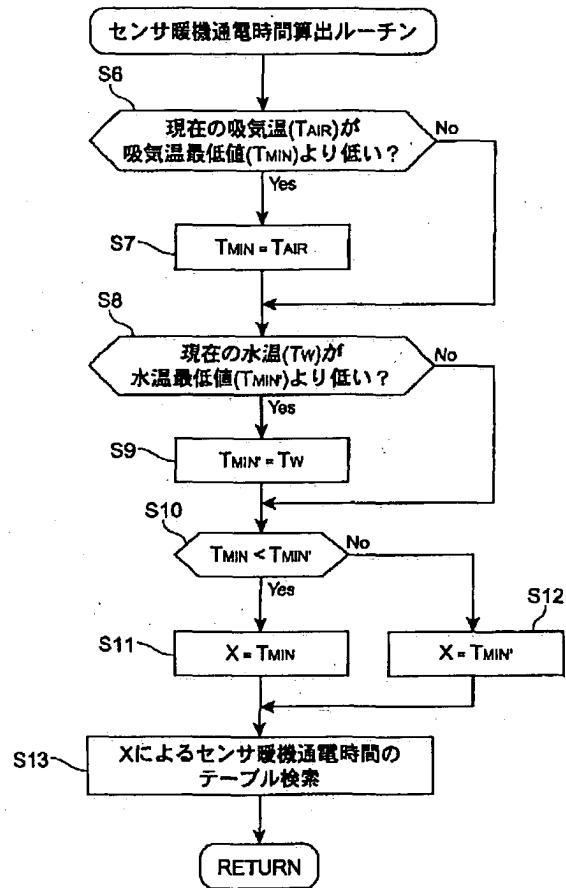 センサ暖機通電時間算出ルーチン
S6
現在の吸気温(TAIR)が
吸気温最低値(TMIN)より低い?
No
Yes
S7
TMIN = TAIR
S8
現在の水温(TW)が
水温最低値(TMIN')より低い?
No
Yes
S9
TMIN' = TW
S10
TMIN < TMIN'
No
Yes
S12
S11
X = TMIN
X = TMIN'
S13
Xによるセンサ暖機通電時間の
テーブル検索
RETURN